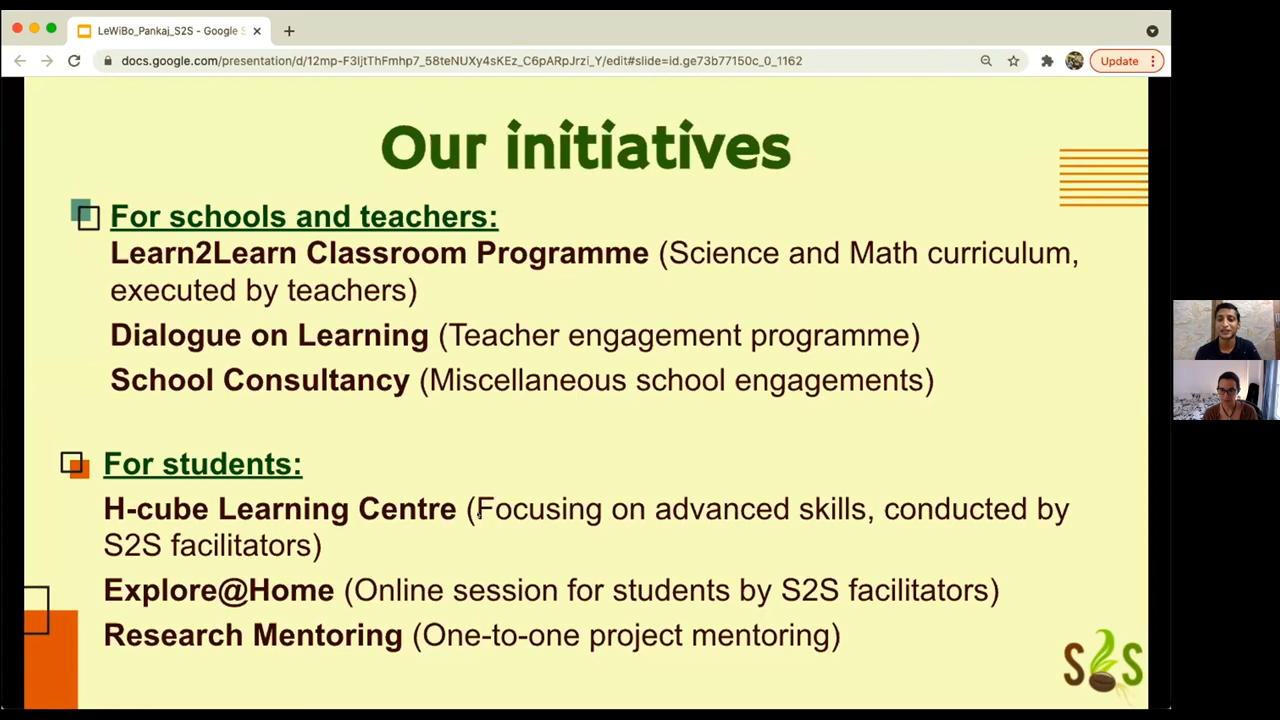 LeWiBo_Pankaj_S2S - Google S
docs.google.com/presentation/d/12mp-F3IjtThFmhp7_58teNUXy4sKEz_C6pARpJrzi_Y/edit#slide=id.ge73b77150c_0_1162
Update
Our initiatives
For schools and teachers:
Learn2Learn Classroom Programme (Science and Math curriculum,
executed by teachers)
Dialogue on Learning (Teacher engagement programme)
School Consultancy (Miscellaneous school engagements)
For students:
H-cube Learning Centre (Focusing on advanced skills, conducted by
S2S facilitators)
Explore@Home (Online session for students by S2S facilitators)
Research Mentoring (One-to-one project mentoring)
S2S